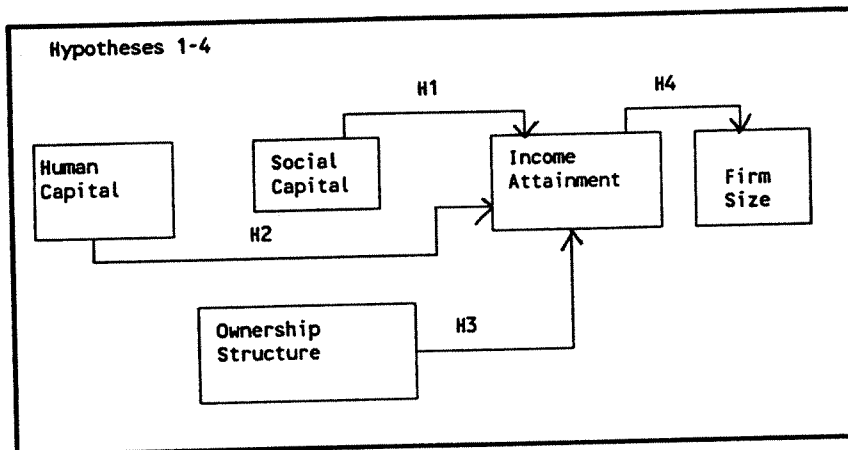 Hypotheses 1-4
H1
H4
Human
Capital
Social
Capital
Income
Attainment
Firm
Size
H2
Ownership
Structure
H3